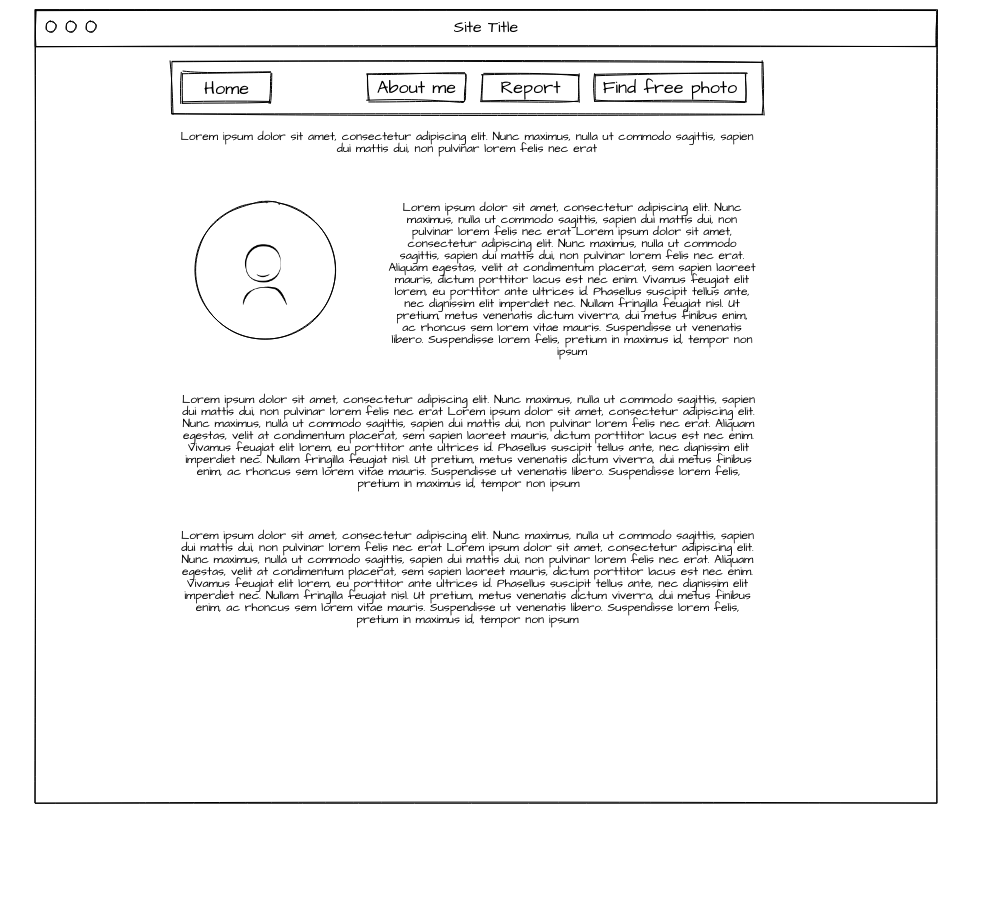 Site Title
Home
About me
Report
Find free photo
Lorem ipsum dolor sit amet, consectetur adipiscing elit. Nunc maximus, nulla ut commodo sagittis, sapien
dui mattis dui, non pulvinar lorem felis nec erat
Lorem ipsum dolor sit amet, consectetur adipiscing elit. Nunc
maximus, nulla ut commodo sagittis, sapien dui mattis dui, non
pulvinar lorem felis nec erat Lorem ipsum dolor sit amet,
consectetur adipiscing elit. Nunc maximus, nulla ut commodo
sagittis, sapien dui mattis dui, non pulvinar lorem felis nec erat.
Aliquam egestas, velit at condimentum placerat, sem sapien laoreet
mauris, dictum porttitor lacus est nec enim. Vivamus feugiat elit
lorem, eu porttitor ante ultrices id. Phasellus suscipit tellus ante,
nec dignissim elit imperdiet nec. Nullam fringilla feugiat nisl. Ut
pretium, metus venenatis dictum viverra, dui metus finibus enim,
ac rhoncus sem lorem vitae mauris. Suspendisse ut venenatis
libero. Suspendisse lorem felis, pretium in maximus id, tempor non
ipsum
Lorem ipsum dolor sit amet, consectetur adipiscing elit. Nunc maximus, nulla ut commodo sagittis, sapien
dui mattis dui, non pulvinar lorem felis nec erat Lorem ipsum dolor sit amet, consectetur adipiscing elit.
Nunc maximus, nulla ut commodo sagittis, sapien dui mattis dui, non pulvinar lorem felis nec erat. Aliquam
egestas, velit at condimentum placerat, sem sapien laoreet mauris, dictum porttitor lacus est nec enim.
Vivamus feugiat elit lorem, eu porttitor ante ultrices id. Phasellus suscipit tellus ante, nec dignissim elit
imperdiet nec. Nullam fringilla feugiat nisl. Ut pretium, metus venenatis dictum viverra, dui metus finibus
enim, ac rhoncus sem lorem vitae mauris. Suspendisse ut venenatis libero. Suspendisse lorem felis,
pretium in maximus id, tempor non ipsum
Lorem ipsum dolor sit amet, consectetur adipiscing elit. Nunc maximus, nulla ut commodo sagittis, sapien
dui mattis dui, non pulvinar lorem felis nec erat Lorem ipsum dolor sit amet, consectetur adipiscing elit.
Nunc maximus, nulla ut commodo sagittis, sapien dui mattis dui, non pulvinar lorem felis nec erat. Aliquam
egestas, velit at condimentum placerat, sem sapien laoreet mauris, dictum porttitor lacus est nec enim.
Vivamus feugiat elit lorem, eu porttitor ante ultrices id. Phasellus suscipit tellus ante, nec dignissim elit
imperdiet nec. Nullam fringilla feugiat nisl. Ut pretium, metus venenatis dictum viverra, dui metus finibus
enim, ac rhoncus sem lorem vitae mauris. Suspendisse ut venenatis libero. Suspendisse lorem felis,
pretium in maximus id, tempor non ipsum